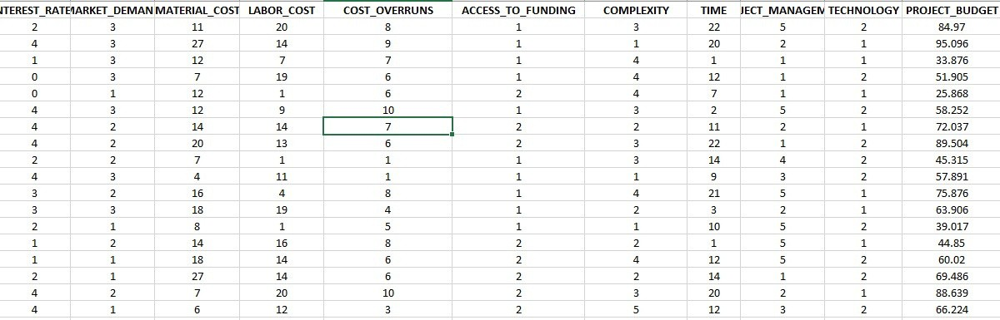 NTEREST_RATE MARKET_DEMAN MATERIAL_COST LABOR_COST COST_OVERRUNS ACCESS_TO_FUNDING COMPLEXITY TIME JECT_MANAGEM TECHNOLOGY PROJECT_BUDGET
2 3 11 20 8 1 3 22 5 2 84.97
4 3 27 14 9 1 1 20 2 1 95.096
1 3 12 7 7 1 4 1 1 1 33.876
0 3 7 19 6 1 4 12 1 2 51.905
0 1 12 1 6 2 4 7 1 1 25.868
4 3 12 9 10 1 3 2 5 2 58.252
4 2 14 14 7 2 2 11 2 1 72.037
4 2 20 13 6 2 3 22 1 2 89.504
2 2 7 1 1 1 3 14 4 2 45.315
4 3 4 11 1 1 1 9 3 2 57.891
3 2 16 4 8 1 4 21 5 1 75.876
3 3 18 19 4 1 2 3 2 1 63.906
2 1 8 1 5 1 1 10 5 2 39.017
1 2 14 16 8 2 2 1 5 1 44.85
1 1 18 14 6 2 4 12 5 2 60.02
2 1 27 14 6 2 2 14 1 2 69.486
4 2 7 20 10 2 3 20 2 1 88.639
4 1 6 12 3 2 5 12 3 2 66.224